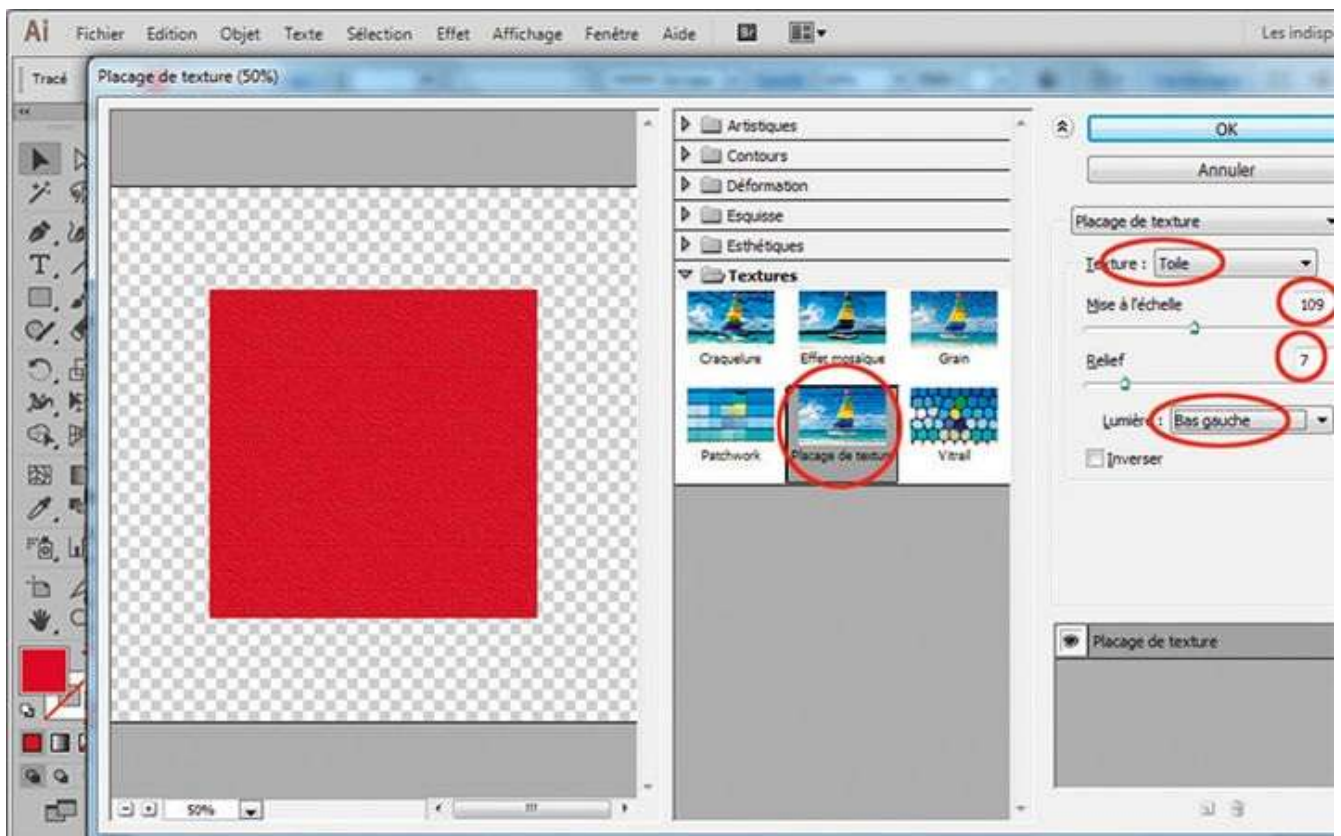 Ai Fichier Edition Objet Texte Sélection Effet Affichage Fenêtre Aide Br Les indisp
Tracé
Placage de texture (50%)
Artistiques
Contours
Déformation
Esquisse
Esthétiques
Textures
Craquelure Effet mosaïque Grain
Patchwork Placage de texture Vitrail
OK
Annuler
Placage de texture
Texture : Toile
Mise à l'échelle 109
Relief 7
Lumière : Bas gauche
Inverser
Placage de texture
50%